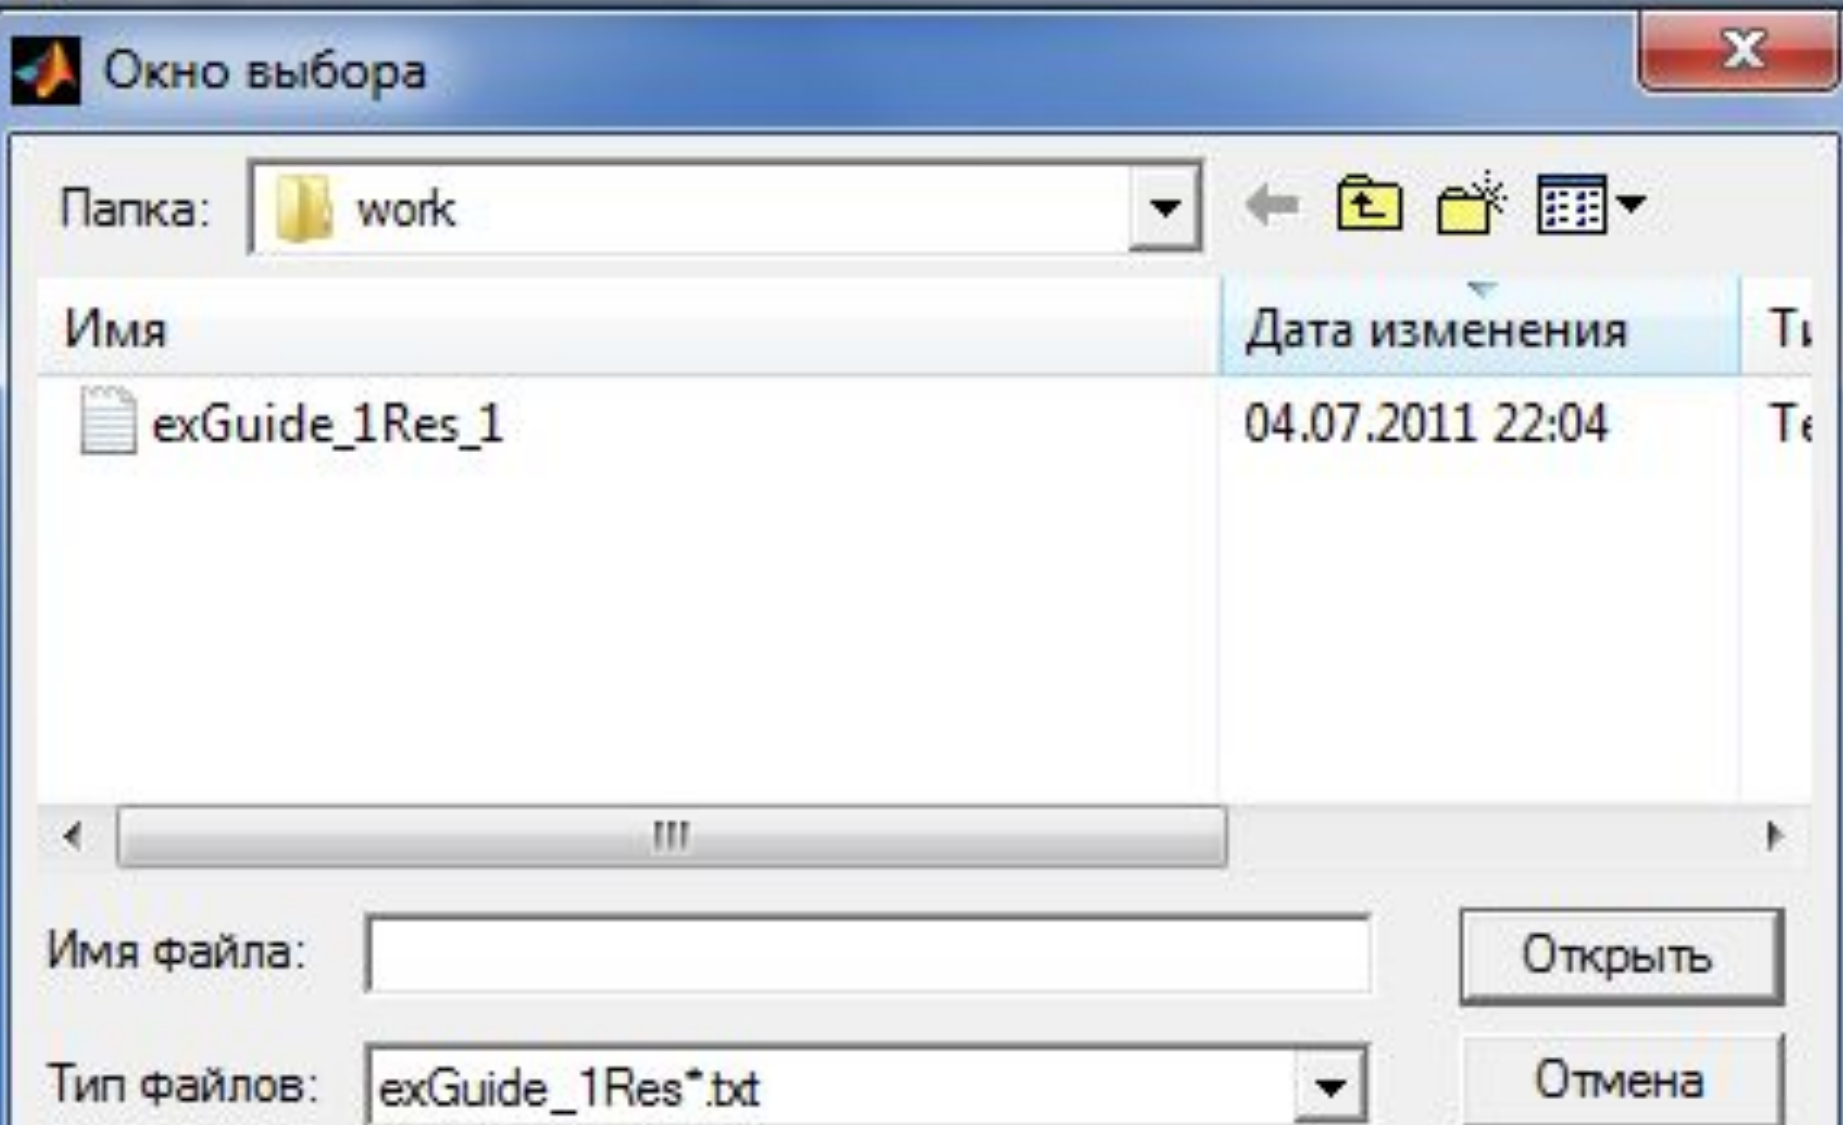 Окно выбора
Папка: work
Имя Дата изменения
exGuide_1Res_1 04.07.2011 22:04
Имя файла: Открыть
Тип файлов: exGuide_1Res*.txt Отмена